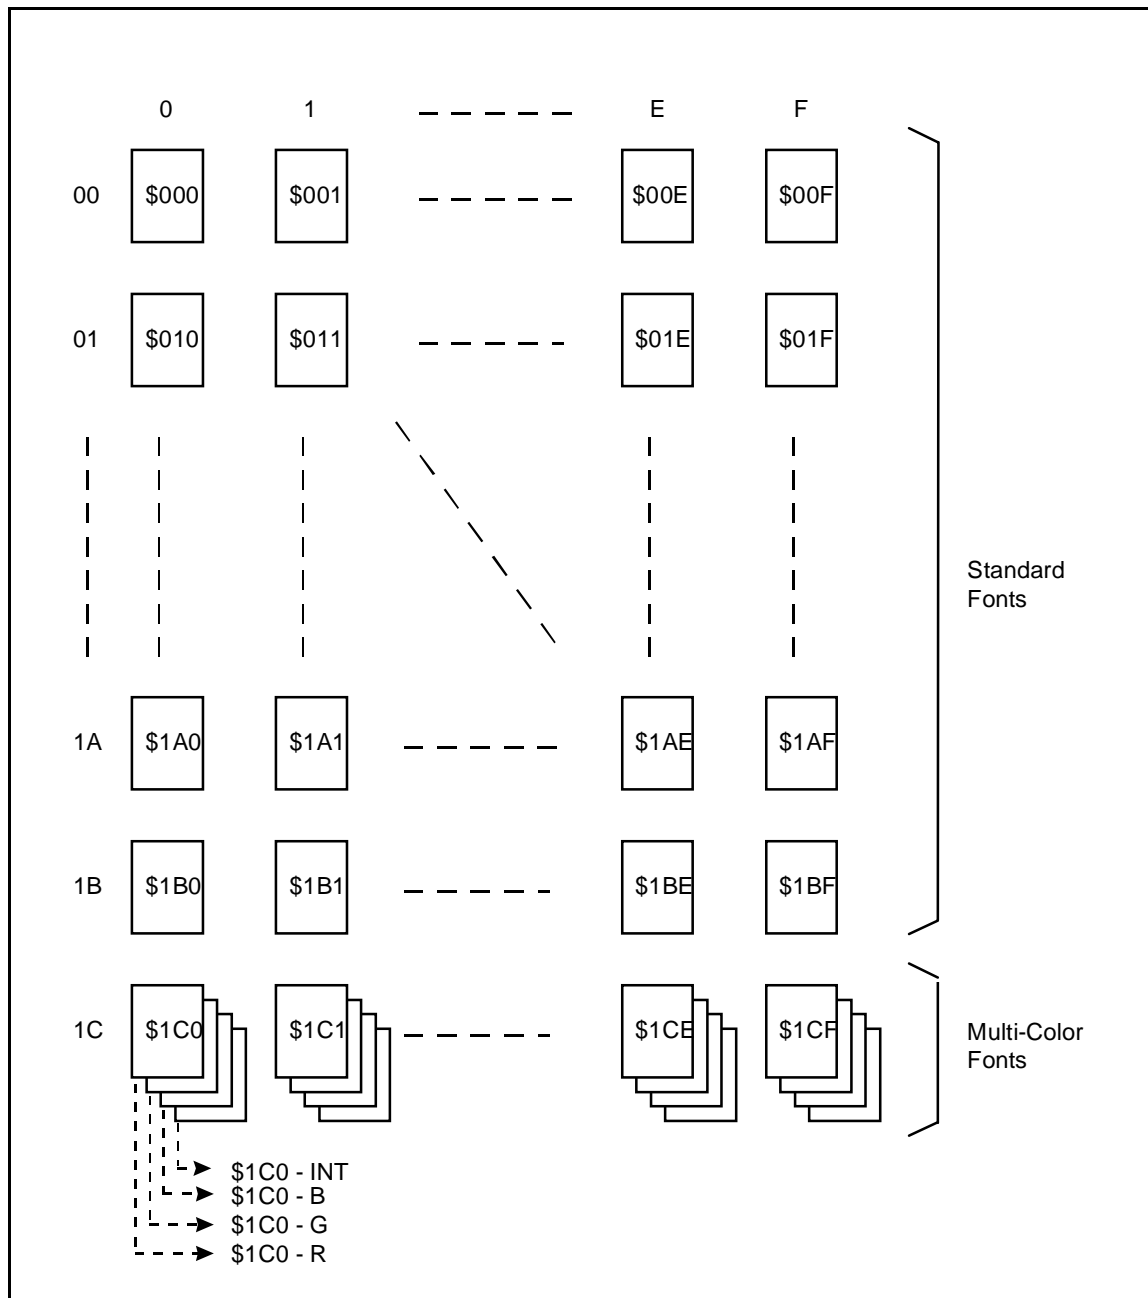 0 1 E F
00 $000 $001 $00E $00F
01 $010 $011 $01E $01F
Standard
Fonts
1A $1A0 $1A1 $1AE $1AF
1B $1B0 $1B1 $1BE $1BF
1C $1C0 $1C1 $1CE $1CF
Multi-Color
Fonts
$1C0 - INT
$1C0 - B
$1C0 - G
$1C0 - R